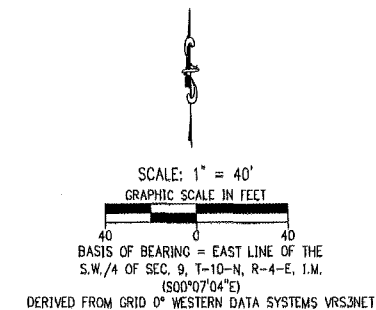 SCALE: 1" = 40'
GRAPHIC SCALE IN FEET
40 0 40
BASIS OF BEARING = EAST LINE OF THE
S.W./4 OF SEC. 9, T-10-N, R-4-E, I.M.
(S00°07'04"E)
DERIVED FROM GRID 0° WESTERN DATA SYSTEMS VRS3NET